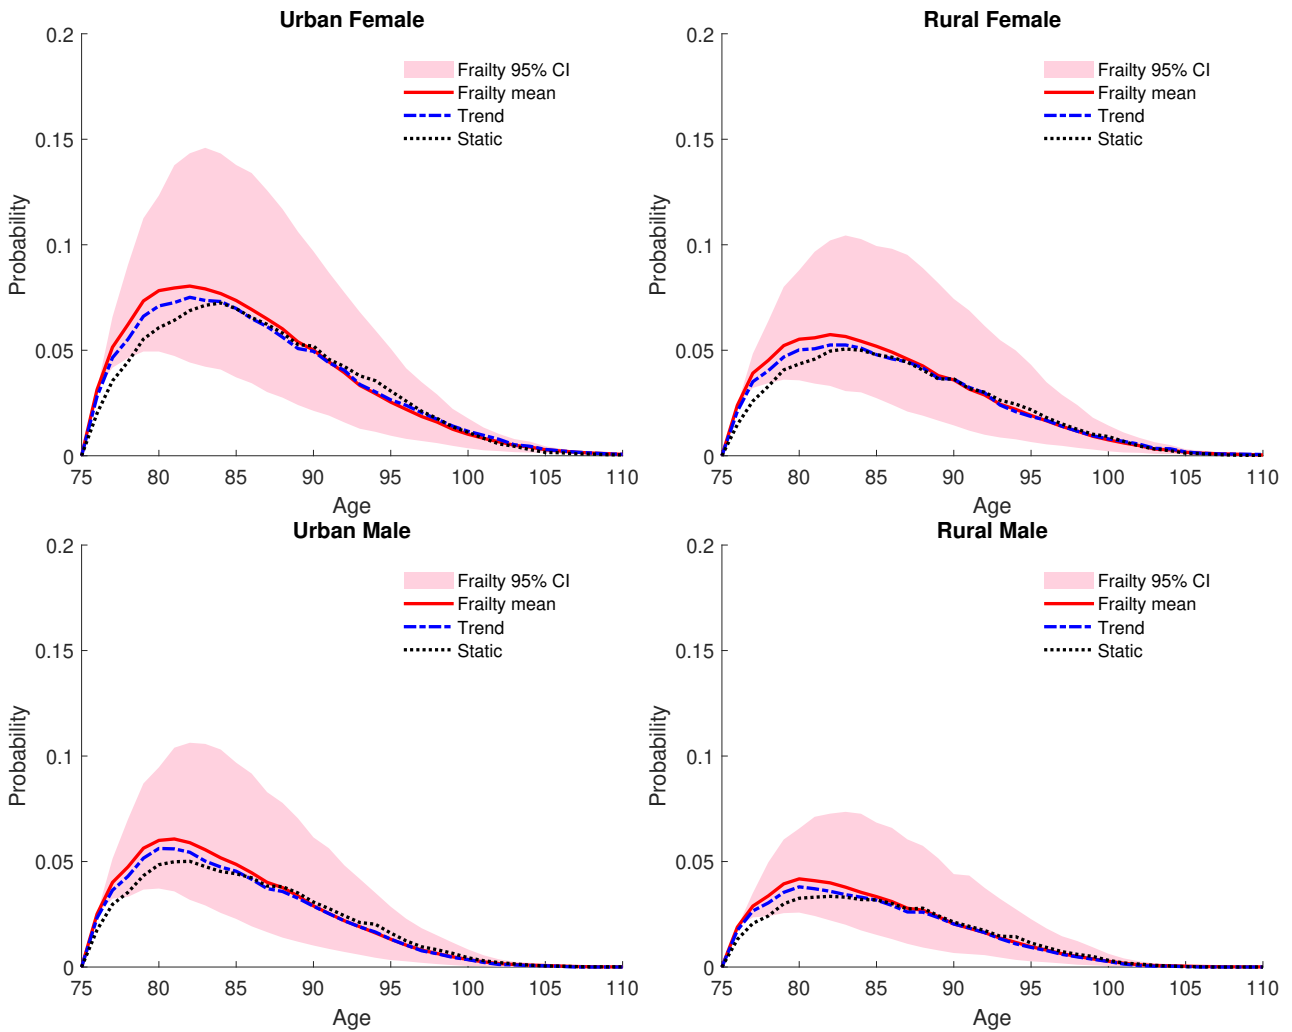 Urban Female
0.2
0.15
0.1
0.05
0
Probability
75 80 85 90 95 100 105 110
Age
Frailty 95% CI
Frailty mean
Trend
Static
Rural Female
0.2
0.15
0.1
0.05
0
Probability
75 80 85 90 95 100 105 110
Age
Frailty 95% CI
Frailty mean
Trend
Static
Urban Male
0.2
0.15
0.1
0.05
0
Probability
75 80 85 90 95 100 105 110
Age
Frailty 95% CI
Frailty mean
Trend
Static
Rural Male
0.2
0.15
0.1
0.05
0
Probability
75 80 85 90 95 100 105 110
Age
Frailty 95% CI
Frailty mean
Trend
Static